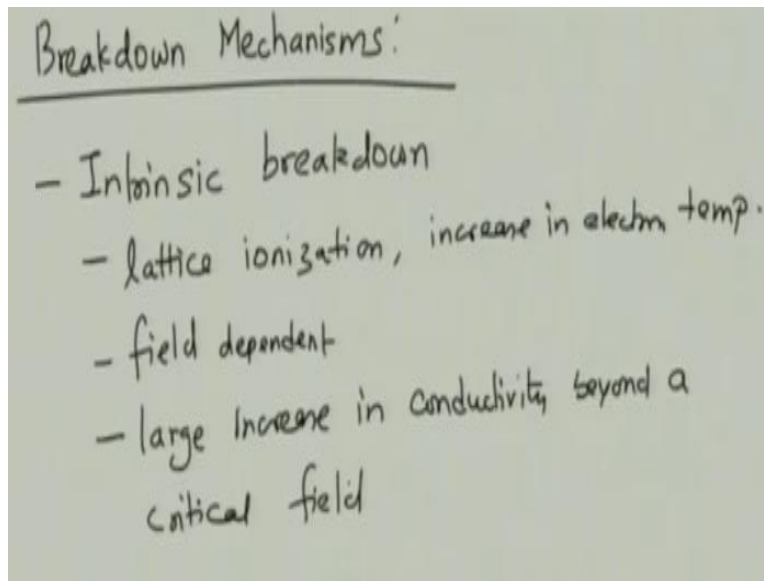 Breakdown Mechanisms:
- Intrinsic breakdown
- lattice ionization, increase in electron temp.
- field dependent
- large increase in conductivity beyond a
critical field